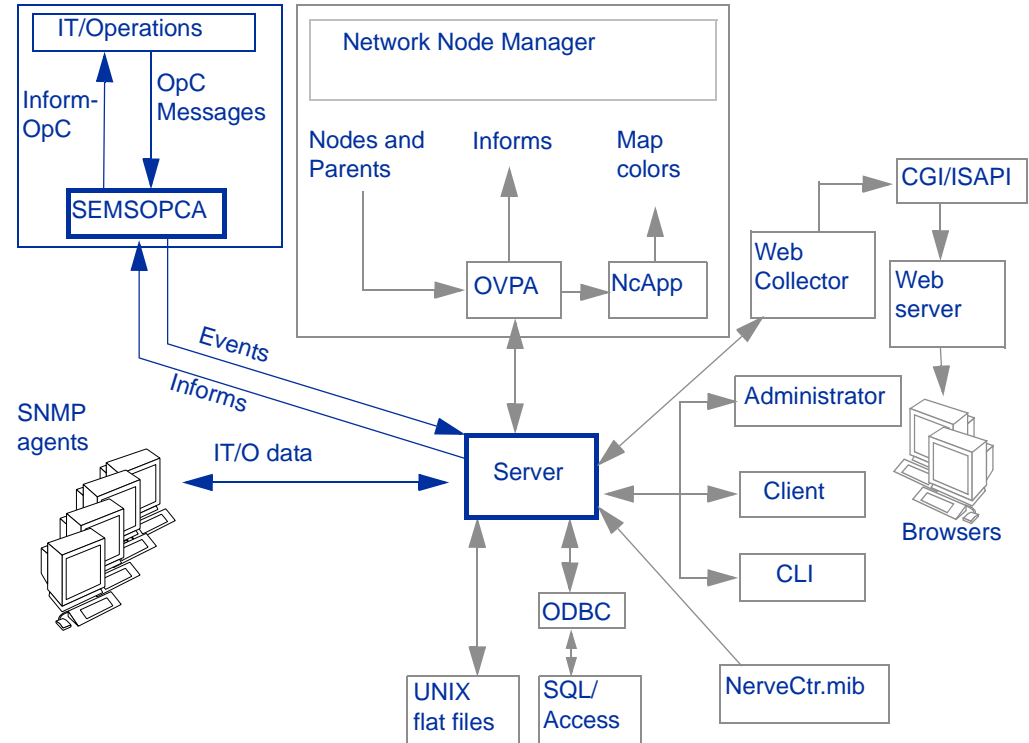 IT/Operations
Inform-
OpC
OpC
Messages
SEMSOPCA
Network Node Manager
Nodes and
Parents
Informs
Map
colors
OVPA
NcApp
CGI/ISAPI
Web
Collector
Web
server
Events
Informs
SNMP
agents
IT/O data
Server
Administrator
Client
CLI
Browsers
ODBC
UNIX
flat files
SQL/
Access
NerveCtr.mib